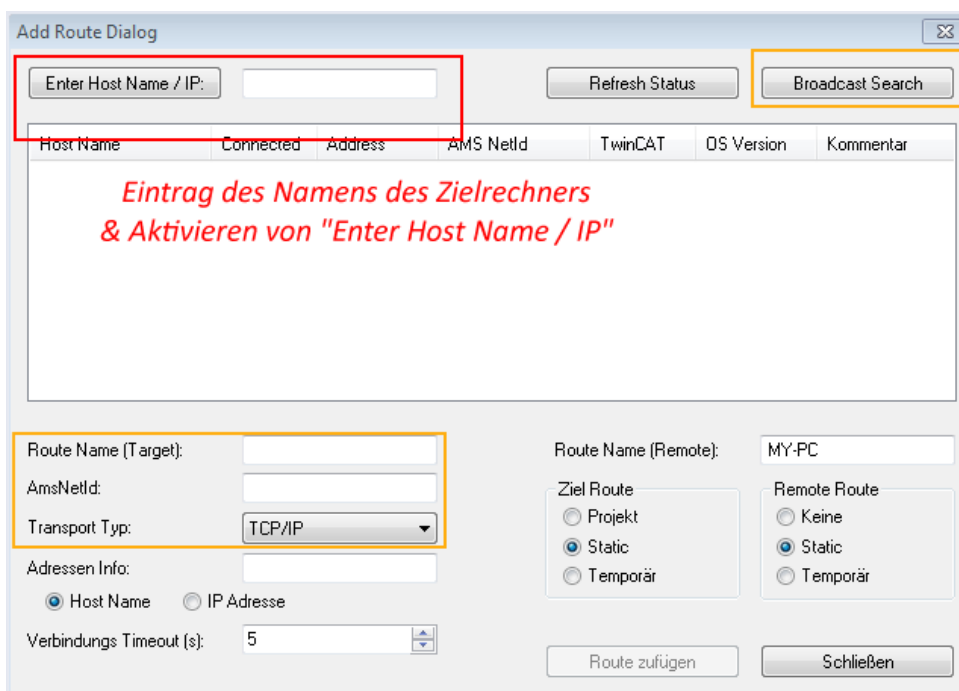 Add Route Dialog
Enter Host Name / IP:
Refresh Status
Broadcast Search
Host Name Connected Address AMS NetId TwinCAT OS Version Kommentar
Eintrag des Namens des Zielrechners
& Aktivieren von "Enter Host Name / IP"
Route Name (Target):
AmsNetId:
Transport Typ: TCP/IP
Adressen Info:
Host Name IP Adresse
Verbindungs Timeout (s): 5
Route Name (Remote): MY-PC
Ziel Route
Projekt
Static
Temporär
Remote Route
Keine
Static
Temporär
Route zufügen
Schließen